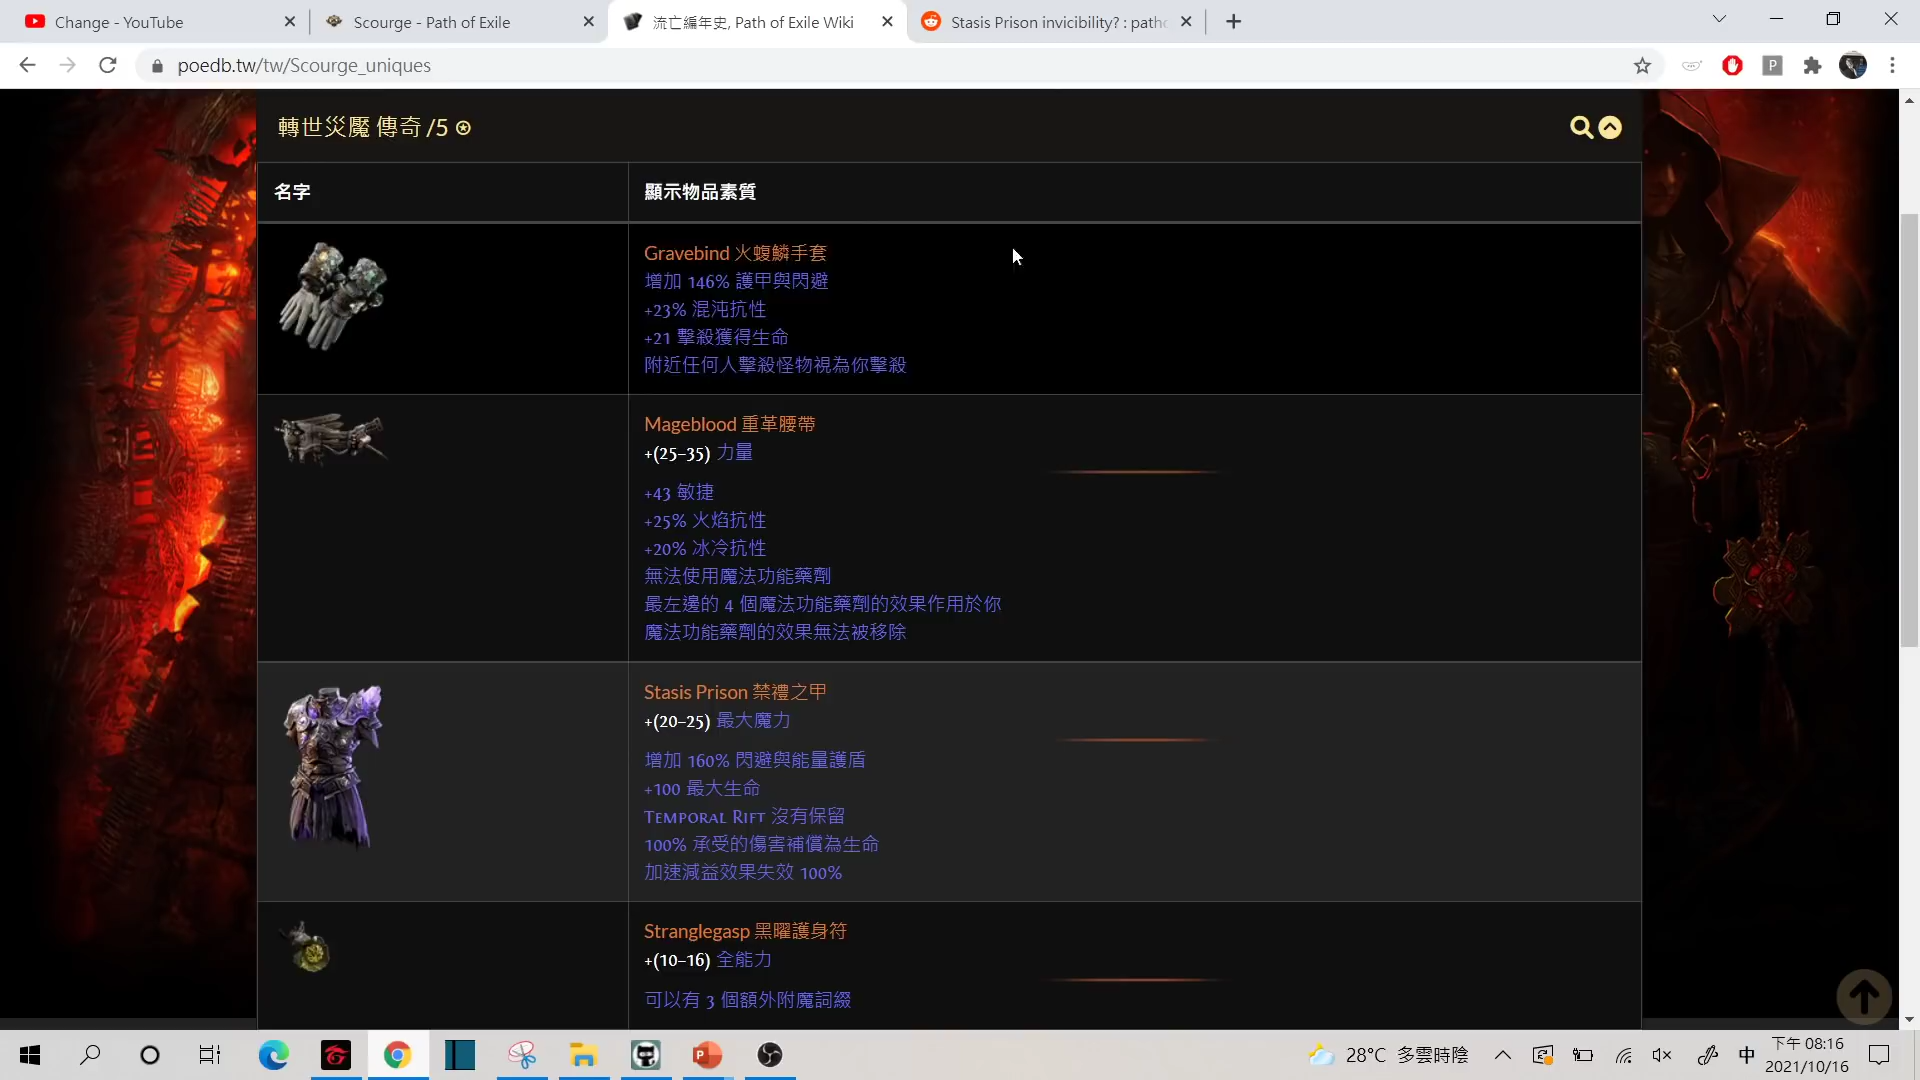 Change - YouTube
Scourge - Path of Exile
流亡編年史, Path of Exile Wiki
Stasis Prison invicibility? : patho
poedb.tw/tw/Scourge_uniques
轉世災魘 傳奇 /5
名字
顯示物品素質
Gravebind 火蝮鱗手套
增加 146% 護甲與閃避
+23% 混沌抗性
+21 擊殺獲得生命
附近任何人擊殺怪物視為你擊殺
Mageblood 重革腰帶
+(25–35) 力量
+43 敏捷
+25% 火焰抗性
+20% 冰冷抗性
無法使用魔法功能藥劑
最左邊的 4 個魔法功能藥劑的效果作用於你
魔法功能藥劑的效果無法被移除
Stasis Prison 禁禮之甲
+(20–25) 最大魔力
增加 160% 閃避與能量護盾
+100 最大生命
Temporal Rift 沒有保留
100% 承受的傷害補償為生命
加速減益效果失效 100%
Stranglegasp 黑曜護身符
+(10–16) 全能力
可以有 3 個額外附魔詞綴
28°C 多雲時陰
中
下午 08:16
2021/10/16